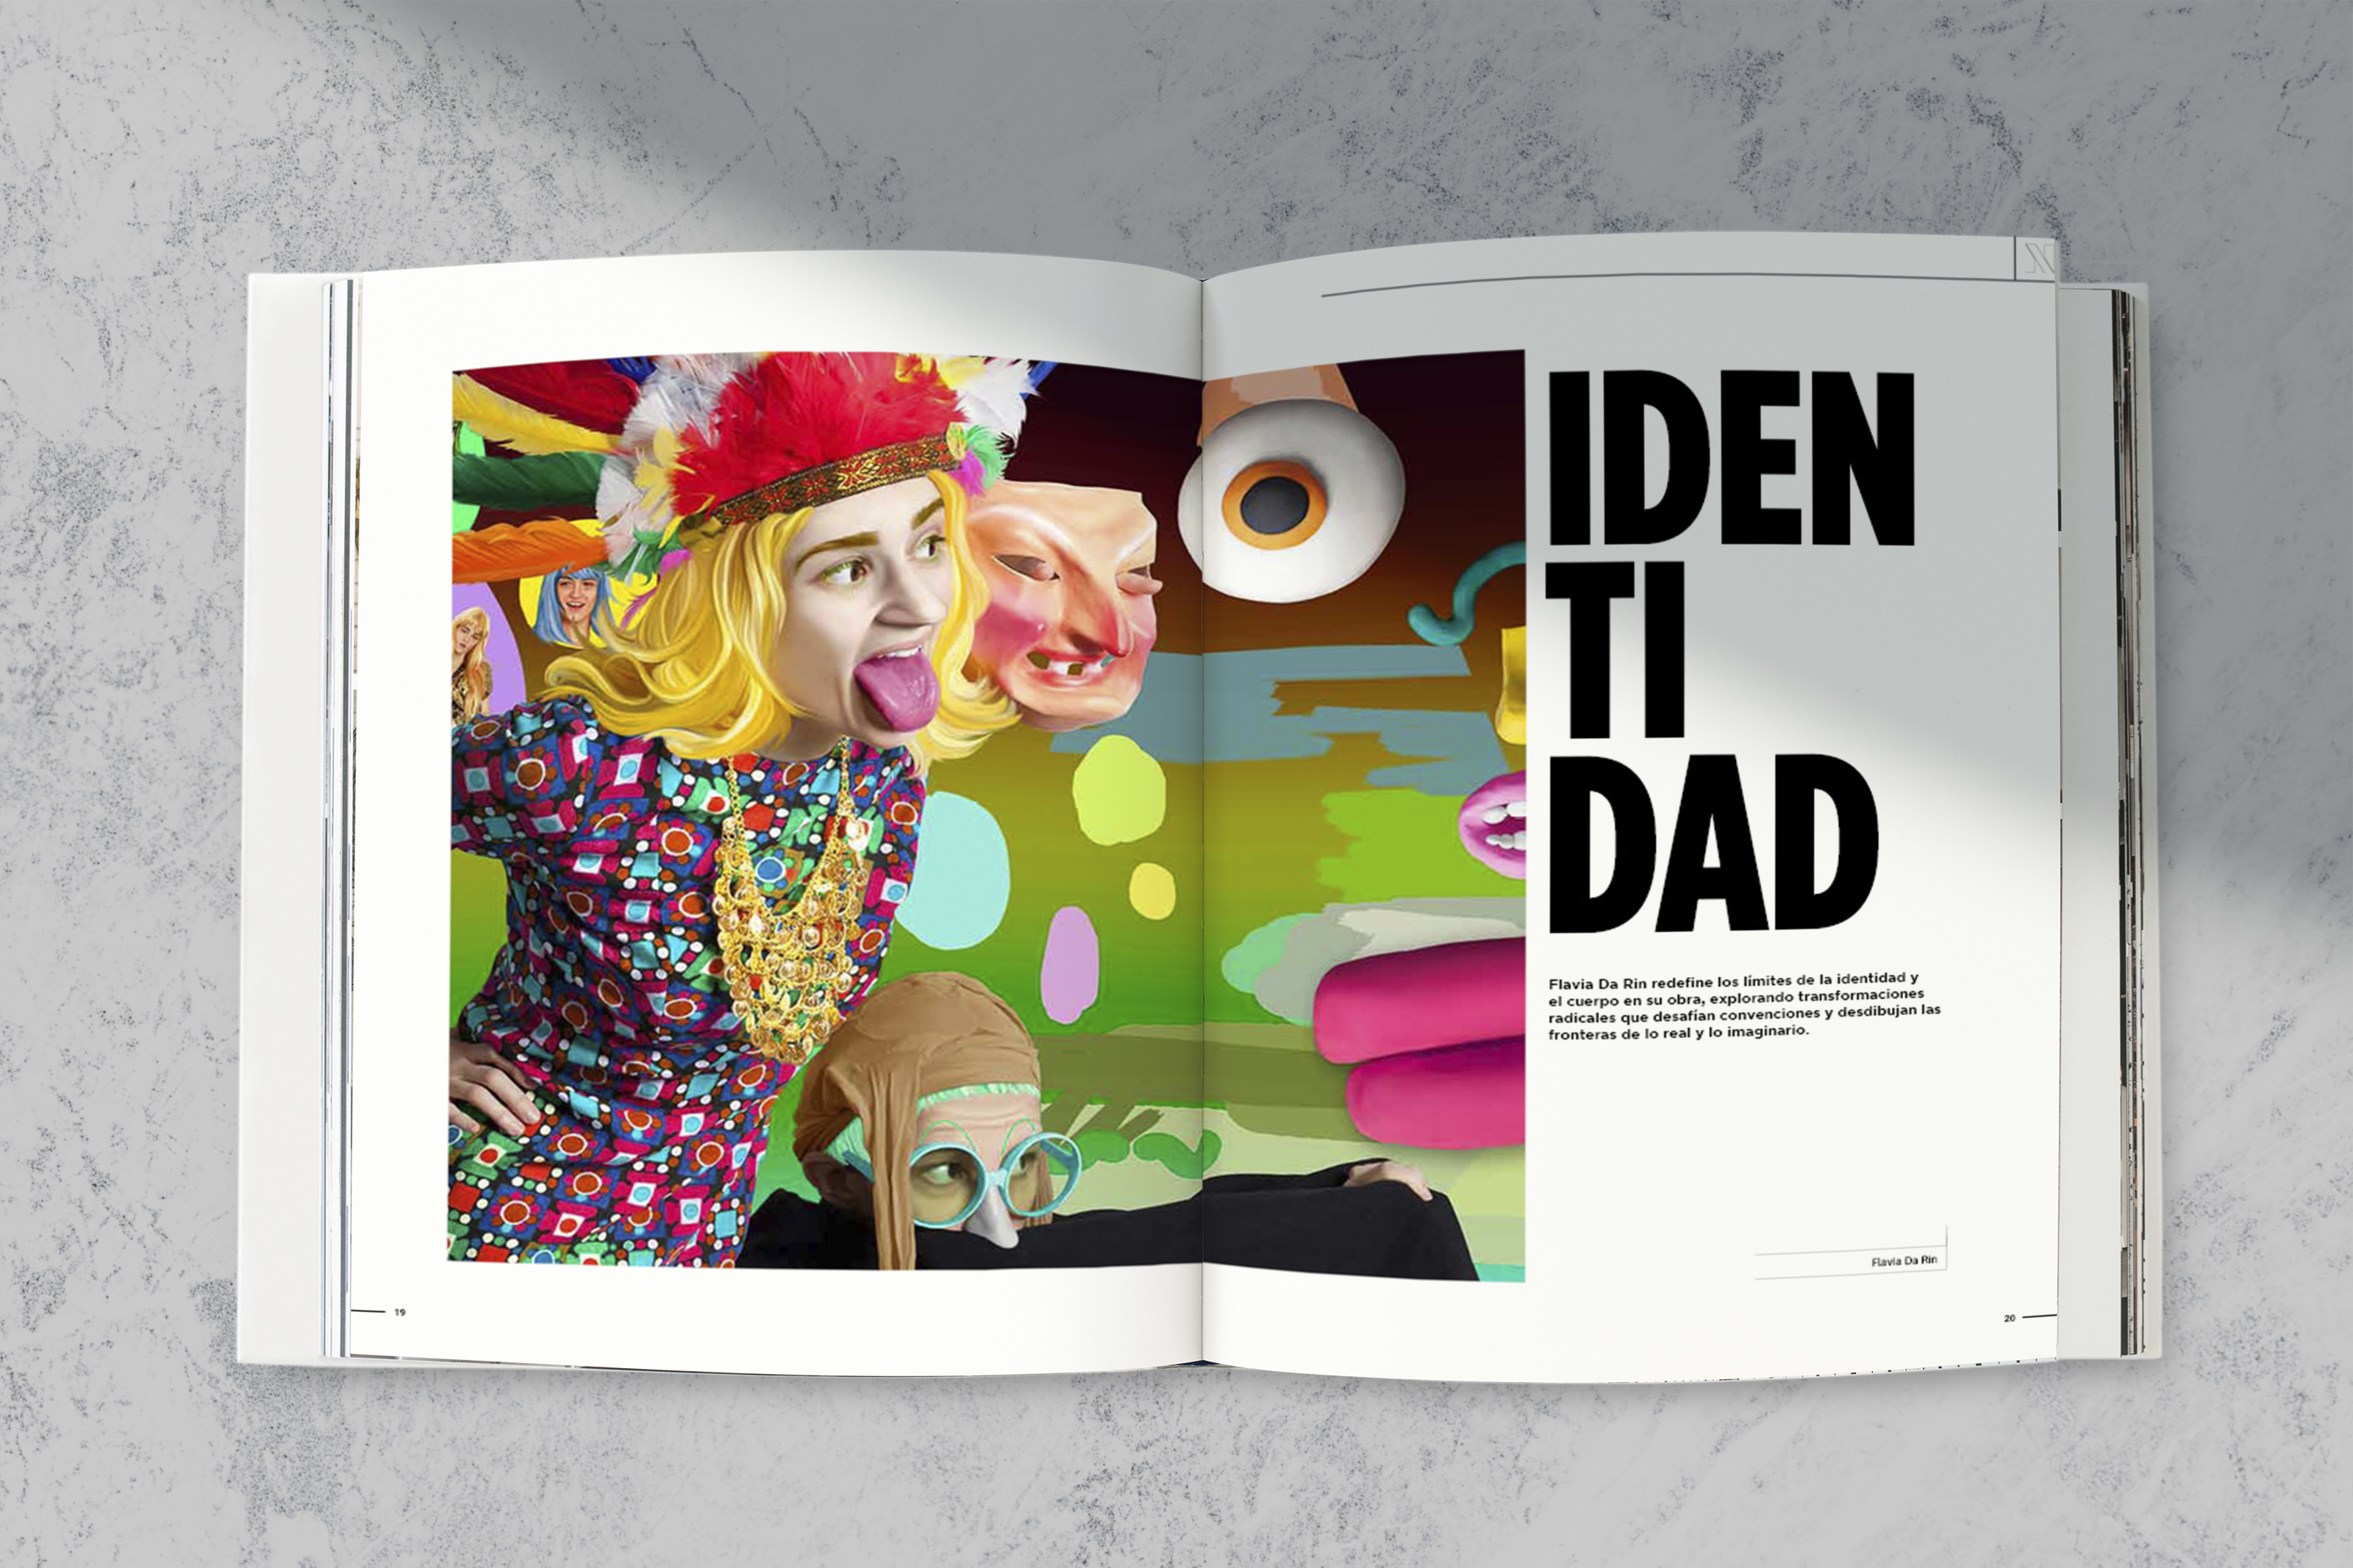 IDEN
TI
DAD
Flavia Da Rin redefine los límites de la identidad y
el cuerpo en su obra, explorando transformaciones
radicales que desafían convenciones y desdibujan las
fronteras de lo real y lo imaginario.
Flavia Da Rin
19
20